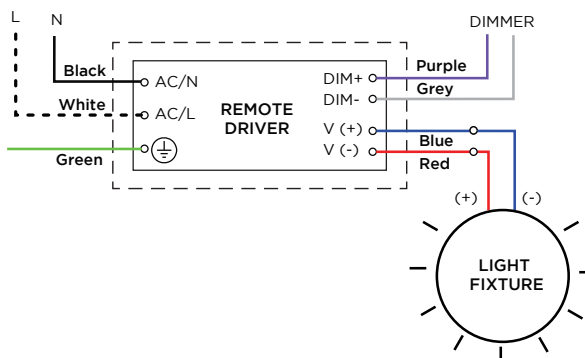 L
N
DIMMER
Black
AC/N
White
AC/L
Green
REMOTE
DRIVER
DIM+
Purple
DIM-
Grey
V (+)
Blue
V (-)
Red
(+)
(-)
LIGHT
FIXTURE